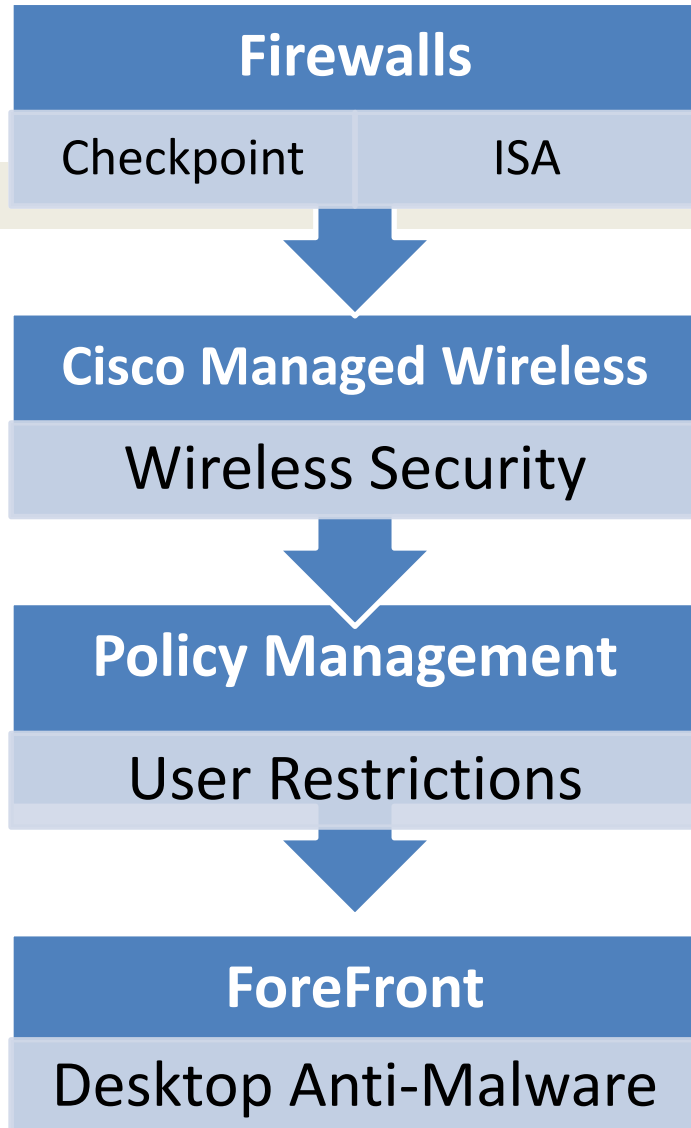 Firewalls
Checkpoint ISA
Cisco Managed Wireless
Wireless Security
Policy Management
User Restrictions
ForeFront
Desktop Anti-Malware